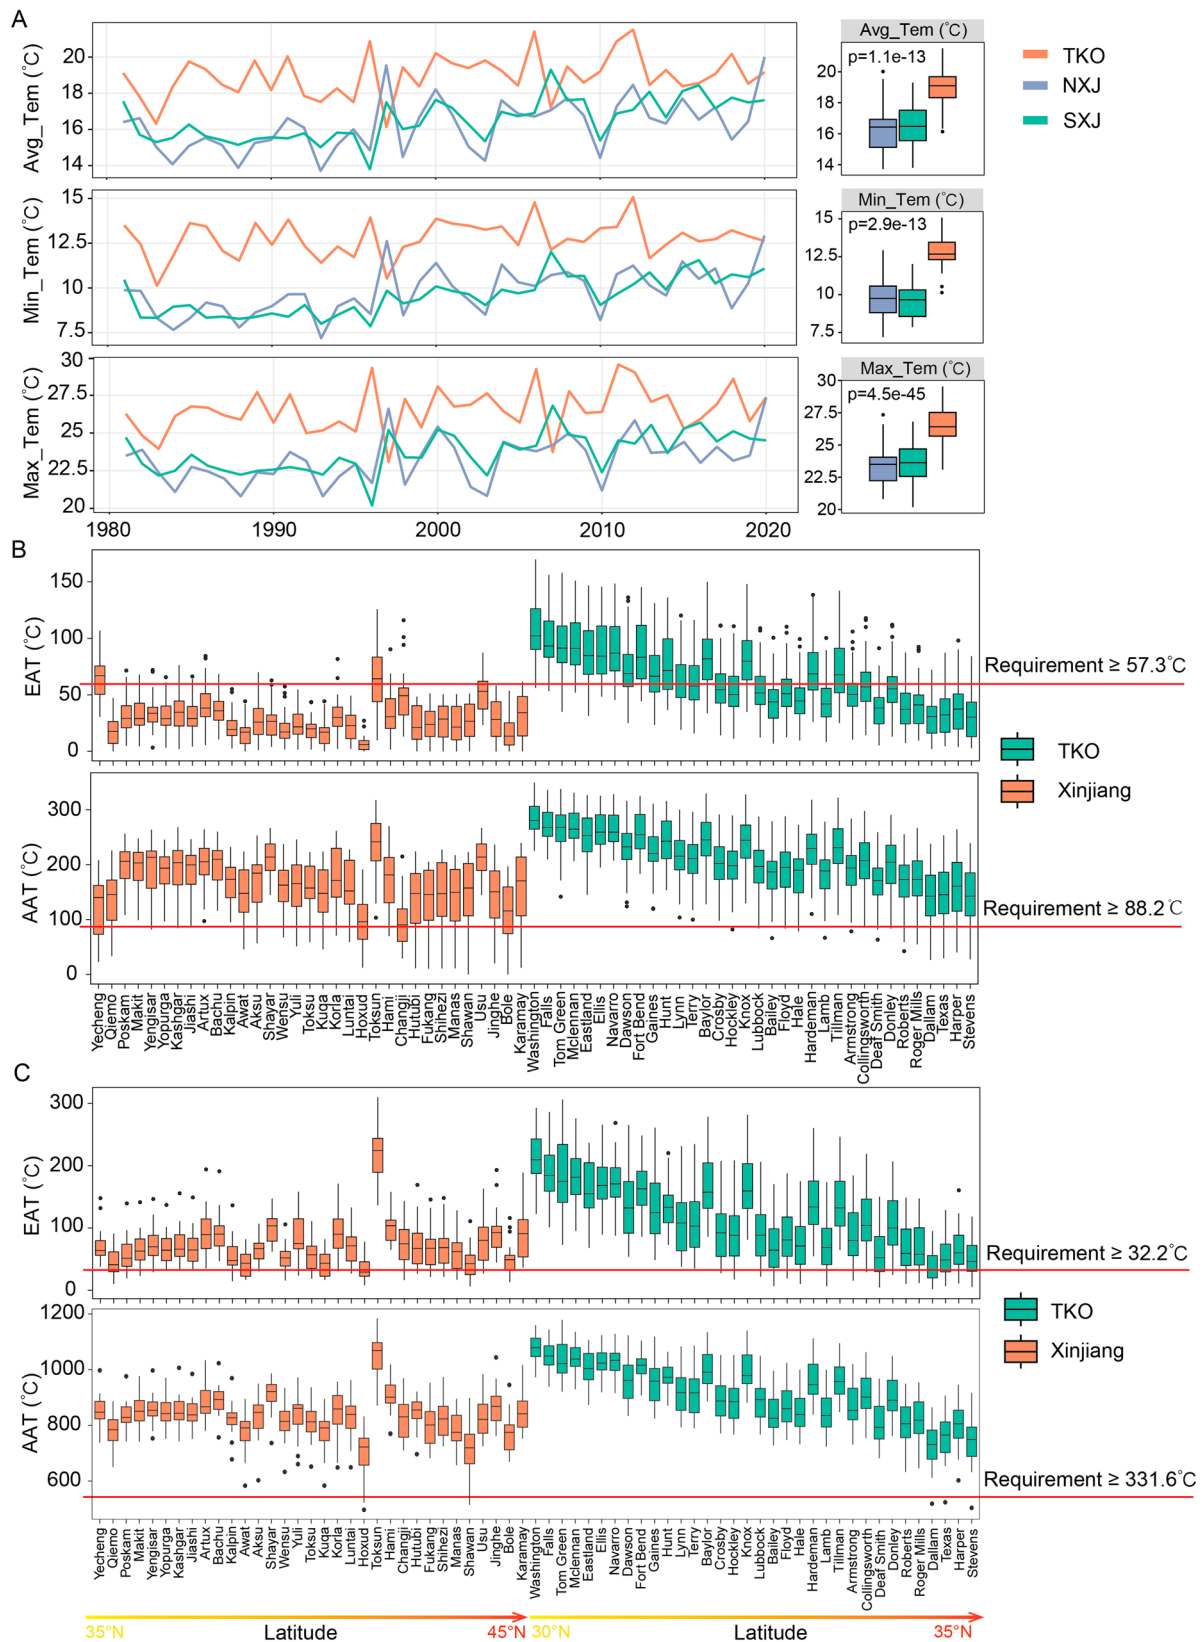 A
Avg_Tem (℃)
20
18
16
14
Avg_Tem (℃)
p=1.1e-13
20
18
16
14
TKO
NXJ
SXJ
Min_Tem (℃)
15
12.5
10
7.5
Min_Tem (℃)
p=2.9e-13
15
12.5
10
7.5
Max_Tem (℃)
30
27.5
25
22.5
20
Max_Tem (℃)
p=4.5e-45
30
27.5
25
22.5
20
1980 1990 2000 2010 2020
B
EAT (℃)
150
100
50
0
Requirement ≥ 57.3℃
TKO
Xinjiang
AAT (℃)
300
200
100
0
Requirement ≥ 88.2℃
Yecheng
Qiemo
Poskam
Makit
Yengisar
Yopurga
Kashgar
Jiashi
Artux
Bachu
Kalpin
Awat
Aksu
Shayar
Wensu
Yuli
Toksu
Kuqa
Korla
Luntai
Hoxud
Toksun
Hami
Changji
Hutubi
Fukang
Shihezi
Manas
Shawan
Usu
Jinghe
Bole
Karamay
Washington
Falls
Tom Green
Mclennan
Eastland
Ellis
Navarro
Dawson
Fort Bend
Gaines
Hunt
Lynn
Terry
Baylor
Crosby
Hockley
Knox
Lubbock
Bailey
Floyd
Hale
Hardeman
Lamb
Tillman
Armstrong
Collingsworth
Deaf Smith
Donley
Roberts
Roger Mills
Dallam
Texas
Harper
Stevens
C
EAT (℃)
300
200
100
0
Requirement ≥ 32.2℃
TKO
Xinjiang
AAT (℃)
1200
1000
800
600
Requirement ≥ 331.6℃
Yecheng
Qiemo
Poskam
Makit
Yengisar
Yopurga
Kashgar
Jiashi
Artux
Bachu
Kalpin
Awat
Aksu
Shayar
Wensu
Yuli
Toksu
Kuqa
Korla
Luntai
Hoxud
Toksun
Hami
Changji
Hutubi
Fukang
Shihezi
Manas
Shawan
Usu
Jinghe
Bole
Karamay
Washington
Falls
Tom Green
Mclennan
Eastland
Ellis
Navarro
Dawson
Fort Bend
Gaines
Hunt
Lynn
Terry
Baylor
Crosby
Hockley
Knox
Lubbock
Bailey
Floyd
Hale
Hardeman
Lamb
Tillman
Armstrong
Collingsworth
Deaf Smith
Donley
Roberts
Roger Mills
Dallam
Texas
Harper
Stevens
35°N Latitude 45°N 30°N Latitude 35°N